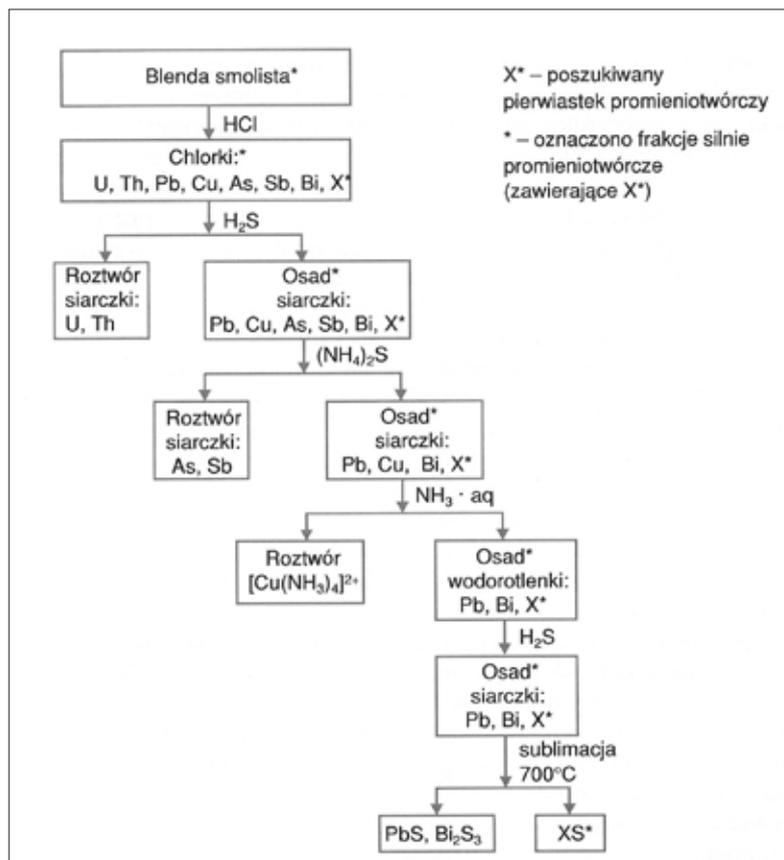 Blenda smolista*
X* – poszukiwany
pierwiastek promieniotwórczy
* – oznaczono frakcje silnie
promieniotwórcze
(zawierające X*)
HCl
Chlorki:*
U, Th, Pb, Cu, As, Sb, Bi, X*
H₂S
Roztwór
siarczki:
U, Th
Osad*
siarczki:
Pb, Cu, As, Sb, Bi, X*
(NH₄)₂S
Roztwór
siarczki:
As, Sb
Osad*
siarczki:
Pb, Cu, Bi, X*
NH₃ · aq
Roztwór
[Cu(NH₃)₄]²⁺
Osad*
wodorotlenki:
Pb, Bi, X*
H₂S
Osad*
siarczki:
Pb, Bi, X*
sublimacja
700°C
PbS, Bi₂S₃
XS*